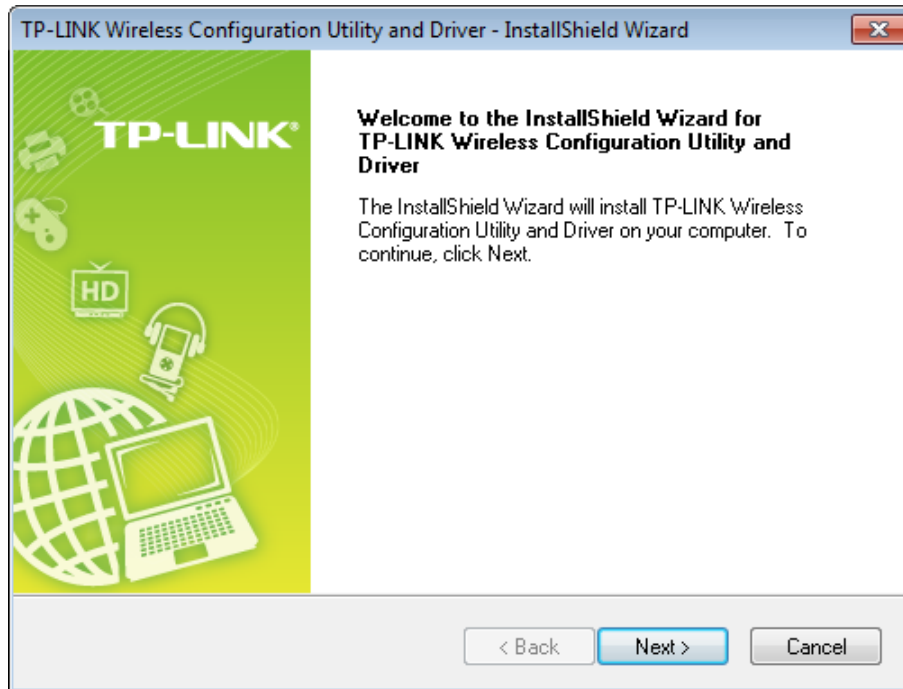 TP-LINK Wireless Configuration Utility and Driver - InstallShield Wizard
TP-LINK®
Welcome to the InstallShield Wizard for
TP-LINK Wireless Configuration Utility and
Driver
The InstallShield Wizard will install TP-LINK Wireless
Configuration Utility and Driver on your computer.  To
continue, click Next.
HD
< Back
Next >
Cancel